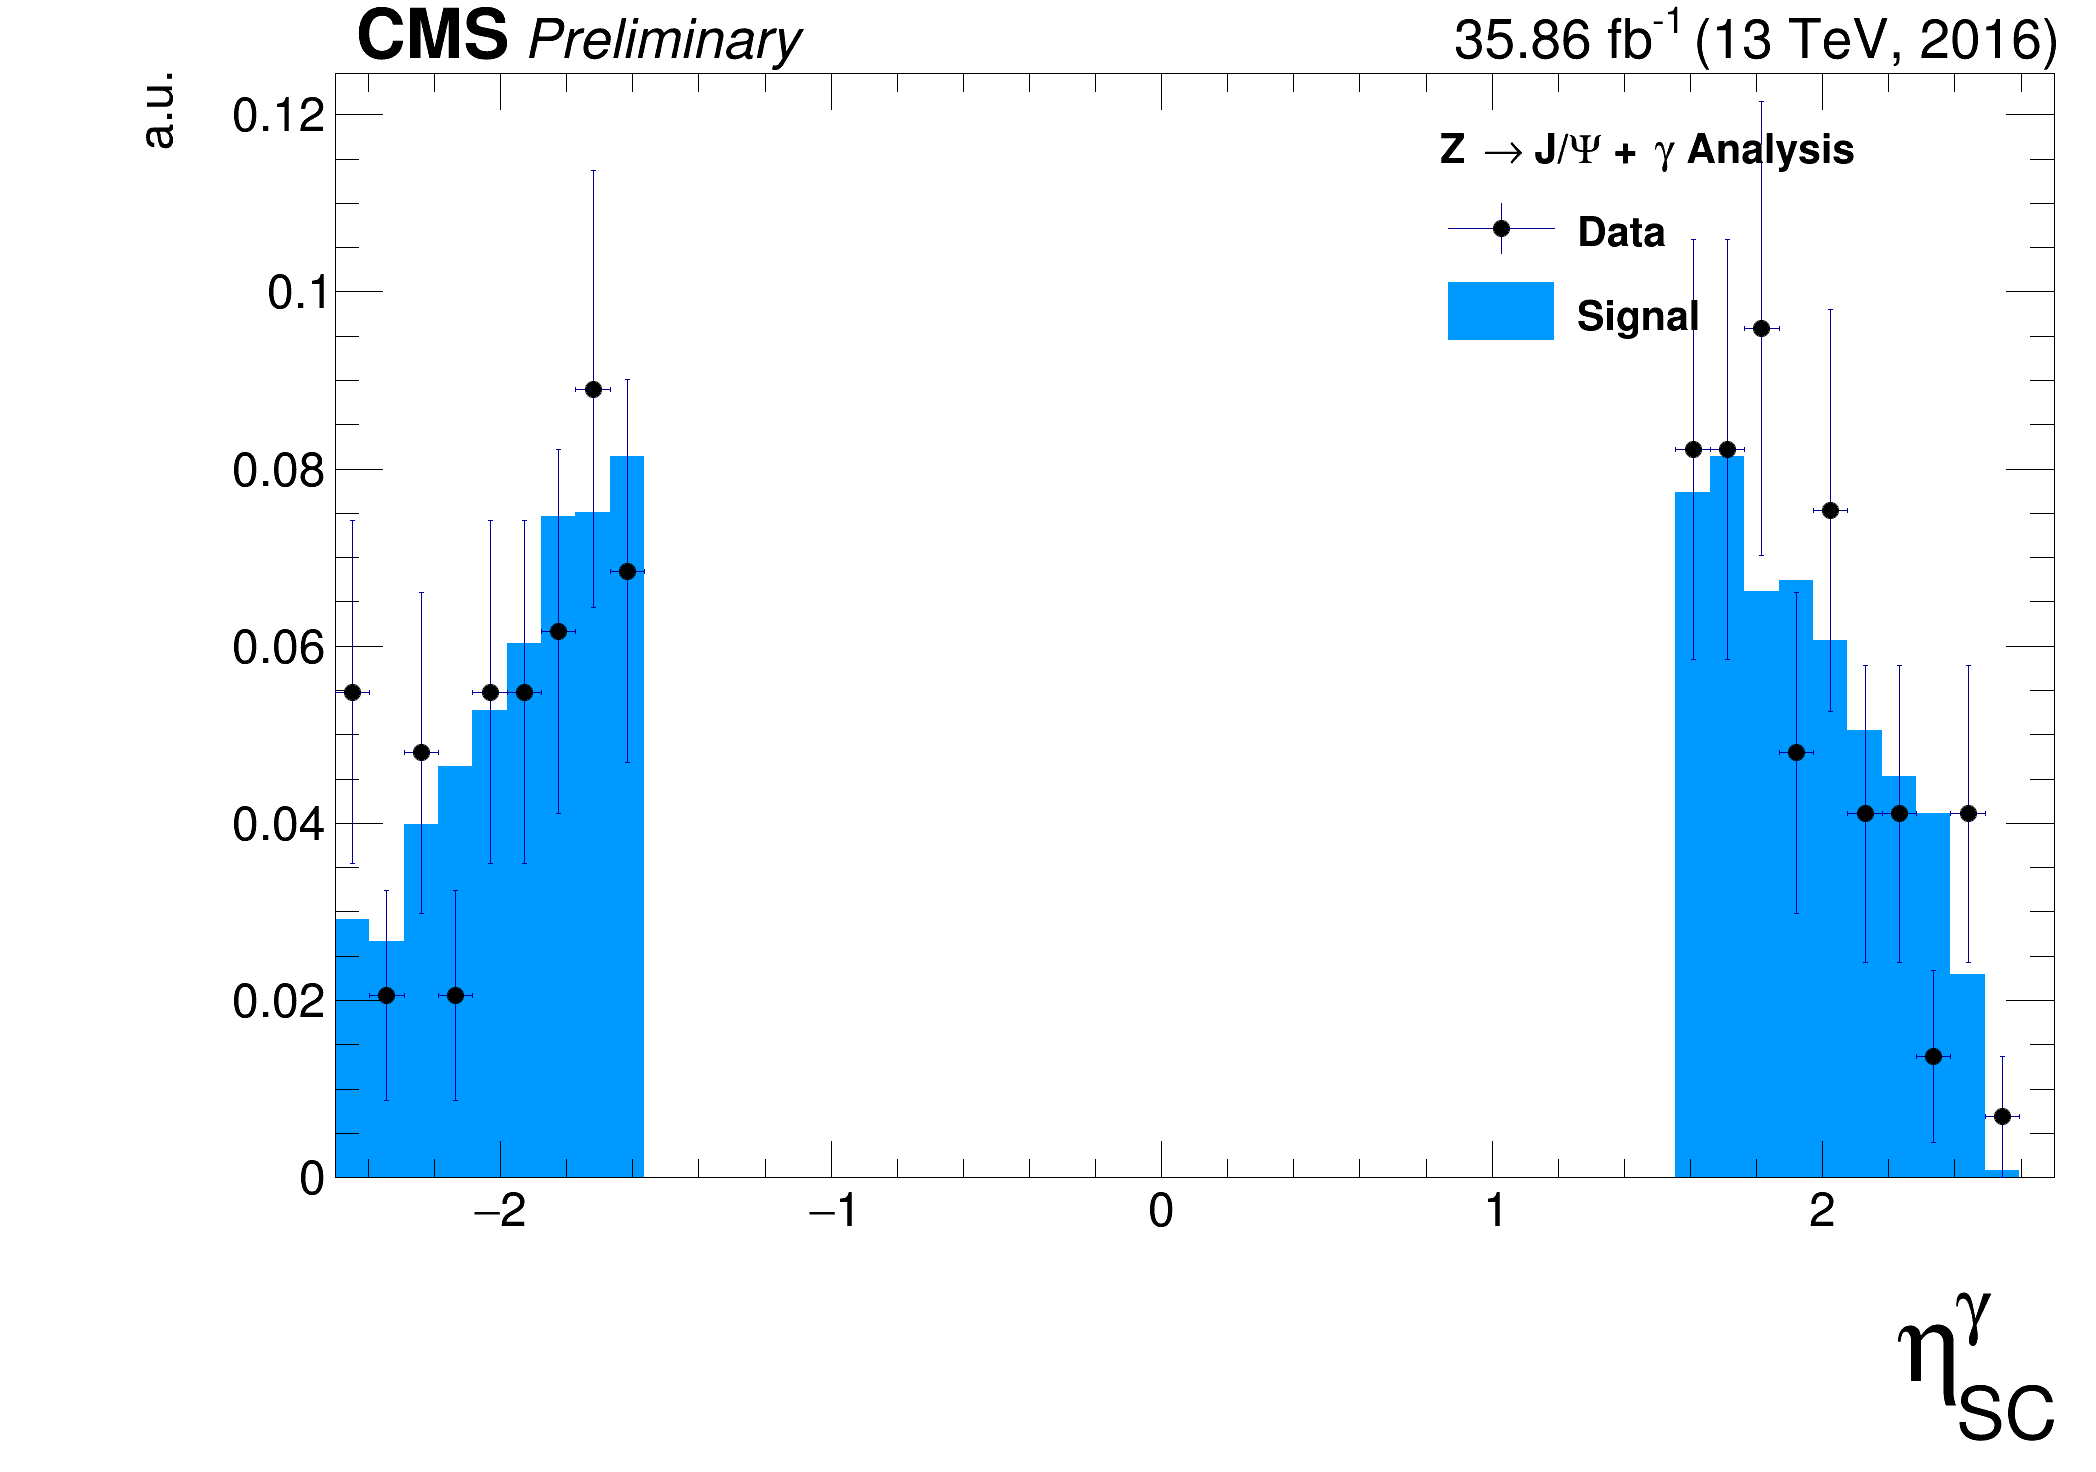 CMS Preliminary 35.86 fb⁻¹ (13 TeV, 2016)
a.u.
Z → J/Ψ + γ Analysis
Data
Signal
0.12
0.1
0.08
0.06
0.04
0.02
0
−2 −1 0 1 2
η^γ_SC